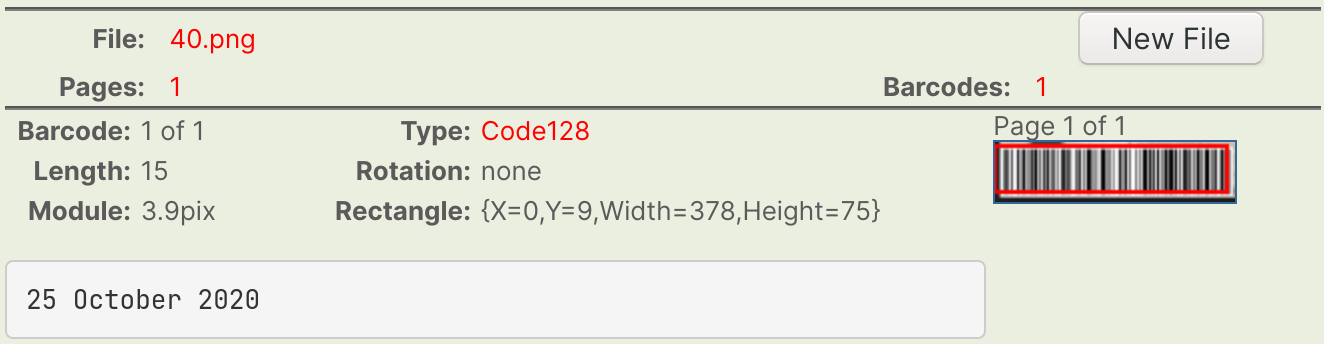 File: 40.png New File
Pages: 1 Barcodes: 1
Barcode: 1 of 1 Type: Code128 Page 1 of 1
Length: 15 Rotation: none
Module: 3.9pix Rectangle: {X=0,Y=9,Width=378,Height=75}
25 October 2020